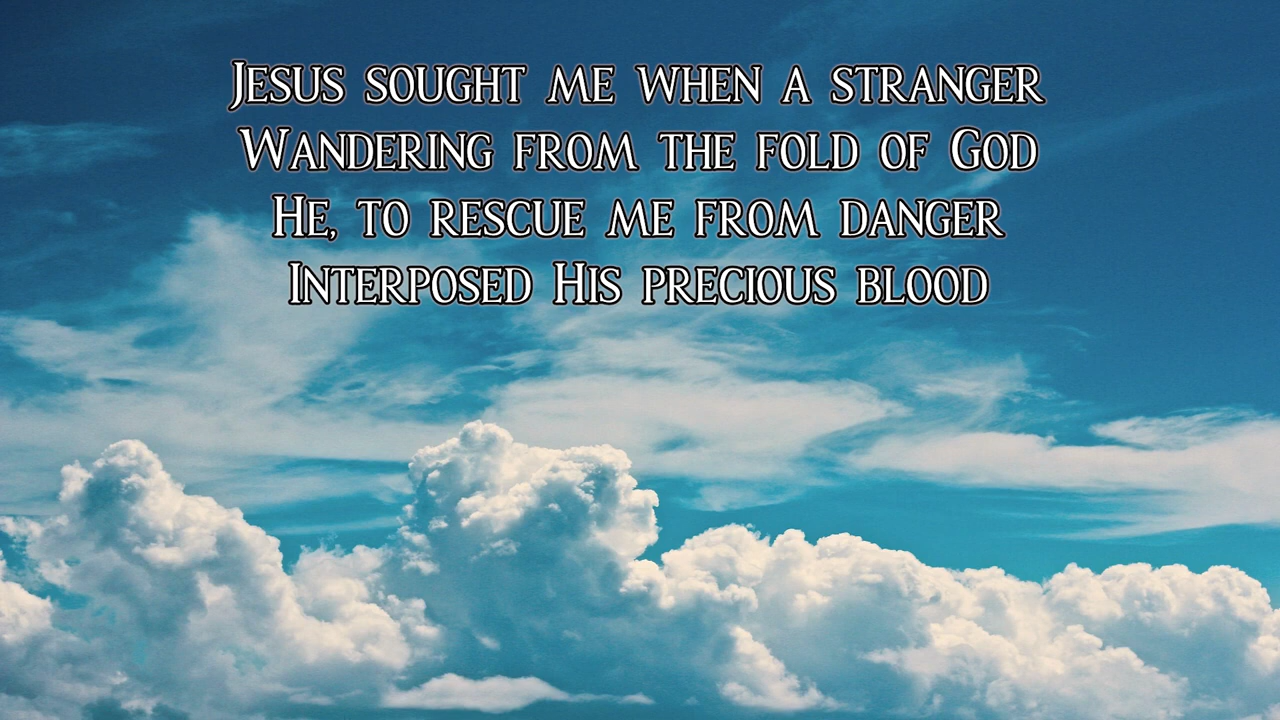 Jesus sought me when a stranger
Wandering from the fold of God
He, to rescue me from danger
Interposed His precious blood